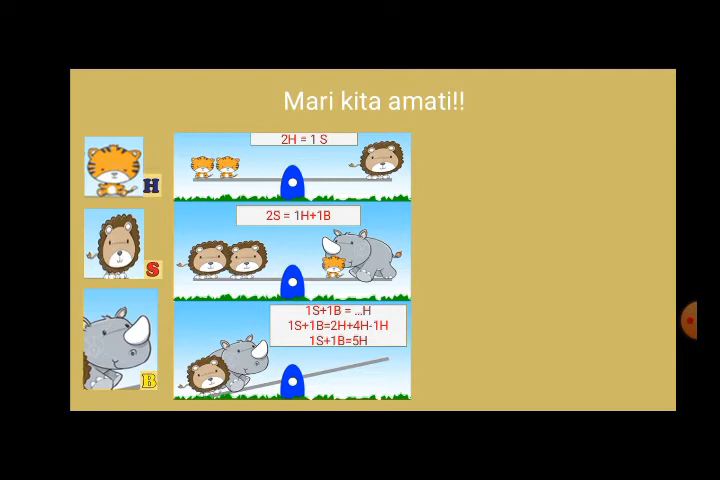 Mari kita amati!!
2H = 1 S
H
2S = 1H+1B
S
1S+1B = ...H
1S+1B=2H+4H-1H
1S+1B=5H
B